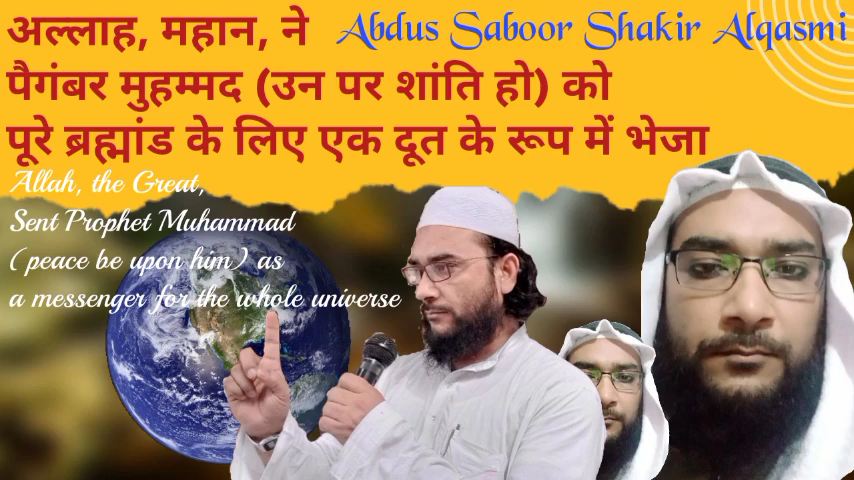 अल्लाह, महान, ने
Abdus Saboor Shakir Alqasmi
पैगंबर मुहम्मद (उन पर शांति हो) को
पूरे ब्रह्मांड के लिए एक दूत के रूप में भेजा
Allah, the Great,
Sent Prophet Muhammad
(peace be upon him) as
a messenger for the whole universe